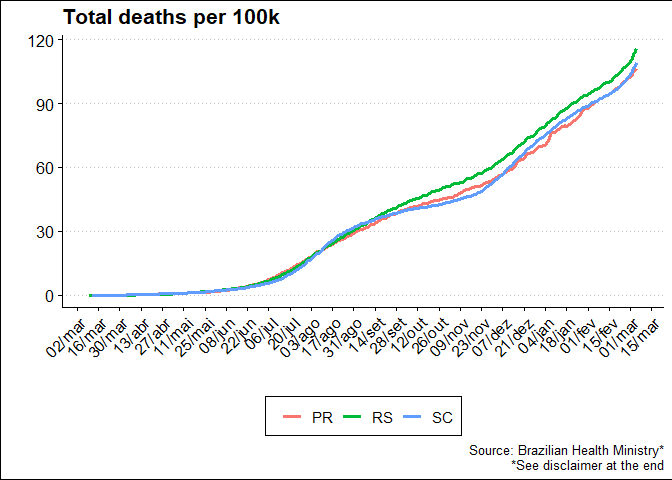 Total deaths per 100k
120
90
60
30
0
02/mar
16/mar
30/mar
13/abr
27/abr
11/mai
25/mai
08/jun
22/jun
06/jul
20/jul
03/ago
17/ago
31/ago
14/set
28/set
12/out
26/out
09/nov
23/nov
07/dez
21/dez
04/jan
18/jan
01/fev
15/fev
01/mar
15/mar
PR RS SC
Source: Brazilian Health Ministry*
*See disclaimer at the end